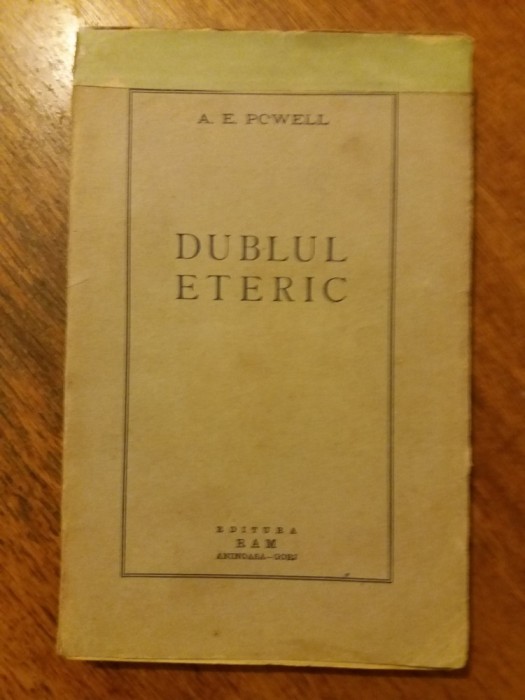 A. E. POWELL
DUBLUL
ETERIC
EDITURA
RAM
ANINOASA—GORJ